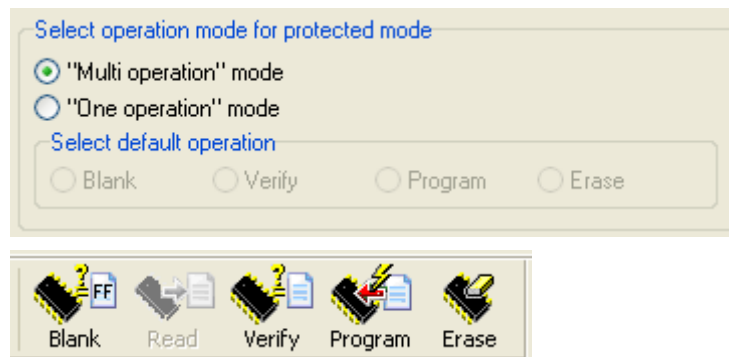 Select operation mode for protected mode
"Multi operation" mode
"One operation" mode
Select default operation
Blank Verify Program Erase
FF
Blank Read Verify Program Erase